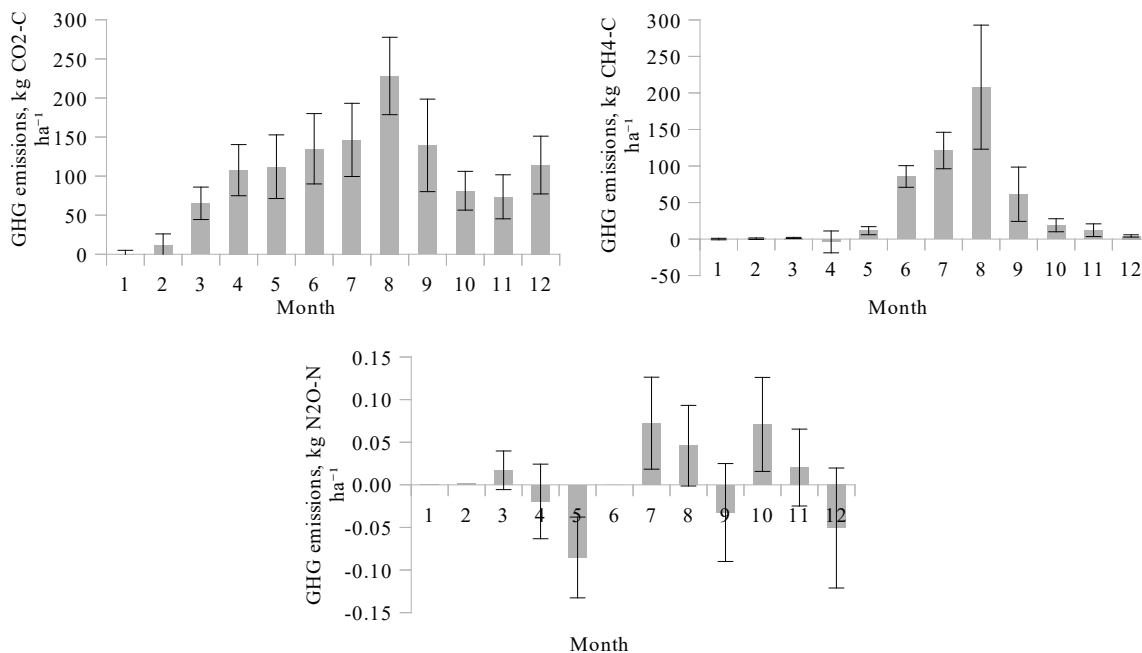 GHG emissions, kg CO2-C
ha⁻¹
300
250
200
150
100
50
0
1 2 3 4 5 6 7 8 9 10 11 12
Month
GHG emissions, kg CH4-C
ha⁻¹
300
250
200
150
100
50
0
-50
1 2 3 4 5 6 7 8 9 10 11 12
Month
GHG emissions, kg N2O-N
ha⁻¹
0.15
0.10
0.05
0.00
-0.05
-0.10
-0.15
1 2 3 4 5 6 7 8 9 10 11 12
Month